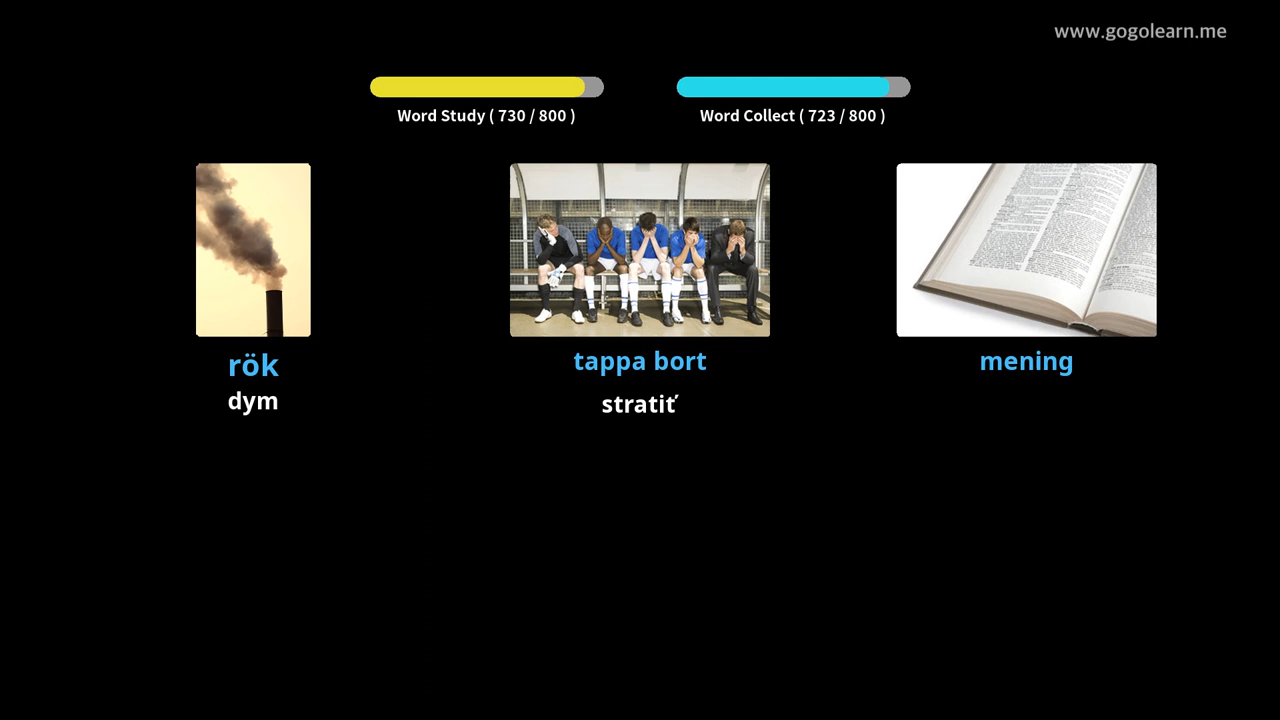 www.gogolearn.me
Word Study ( 730 / 800 )
Word Collect ( 723 / 800 )
rök
dym
tappa bort
stratiť
mening